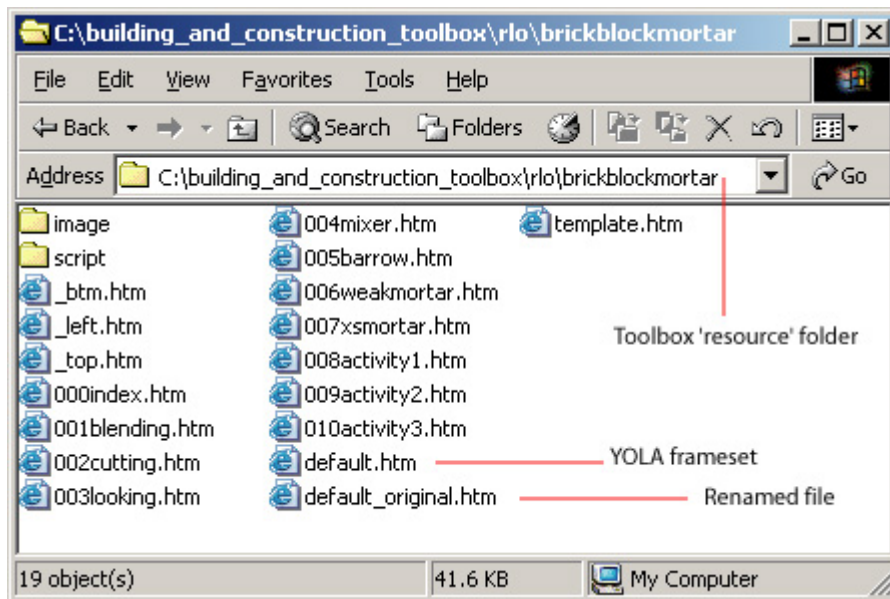 C:\building_and_construction_toolbox\rlo\brickblockmortar
File Edit View Favorites Tools Help
Back Search Folders
Address C:\building_and_construction_toolbox\rlo\brickblockmortar Go
image
script
_btm.htm
_left.htm
_top.htm
000index.htm
001blending.htm
002cutting.htm
003looking.htm
004mixer.htm
005barrow.htm
006weakmortar.htm
007xsmortar.htm
008activity1.htm
009activity2.htm
010activity3.htm
default.htm
default_original.htm
template.htm
Toolbox 'resource' folder
YOLA frameset
Renamed file
19 object(s) 41.6 KB My Computer